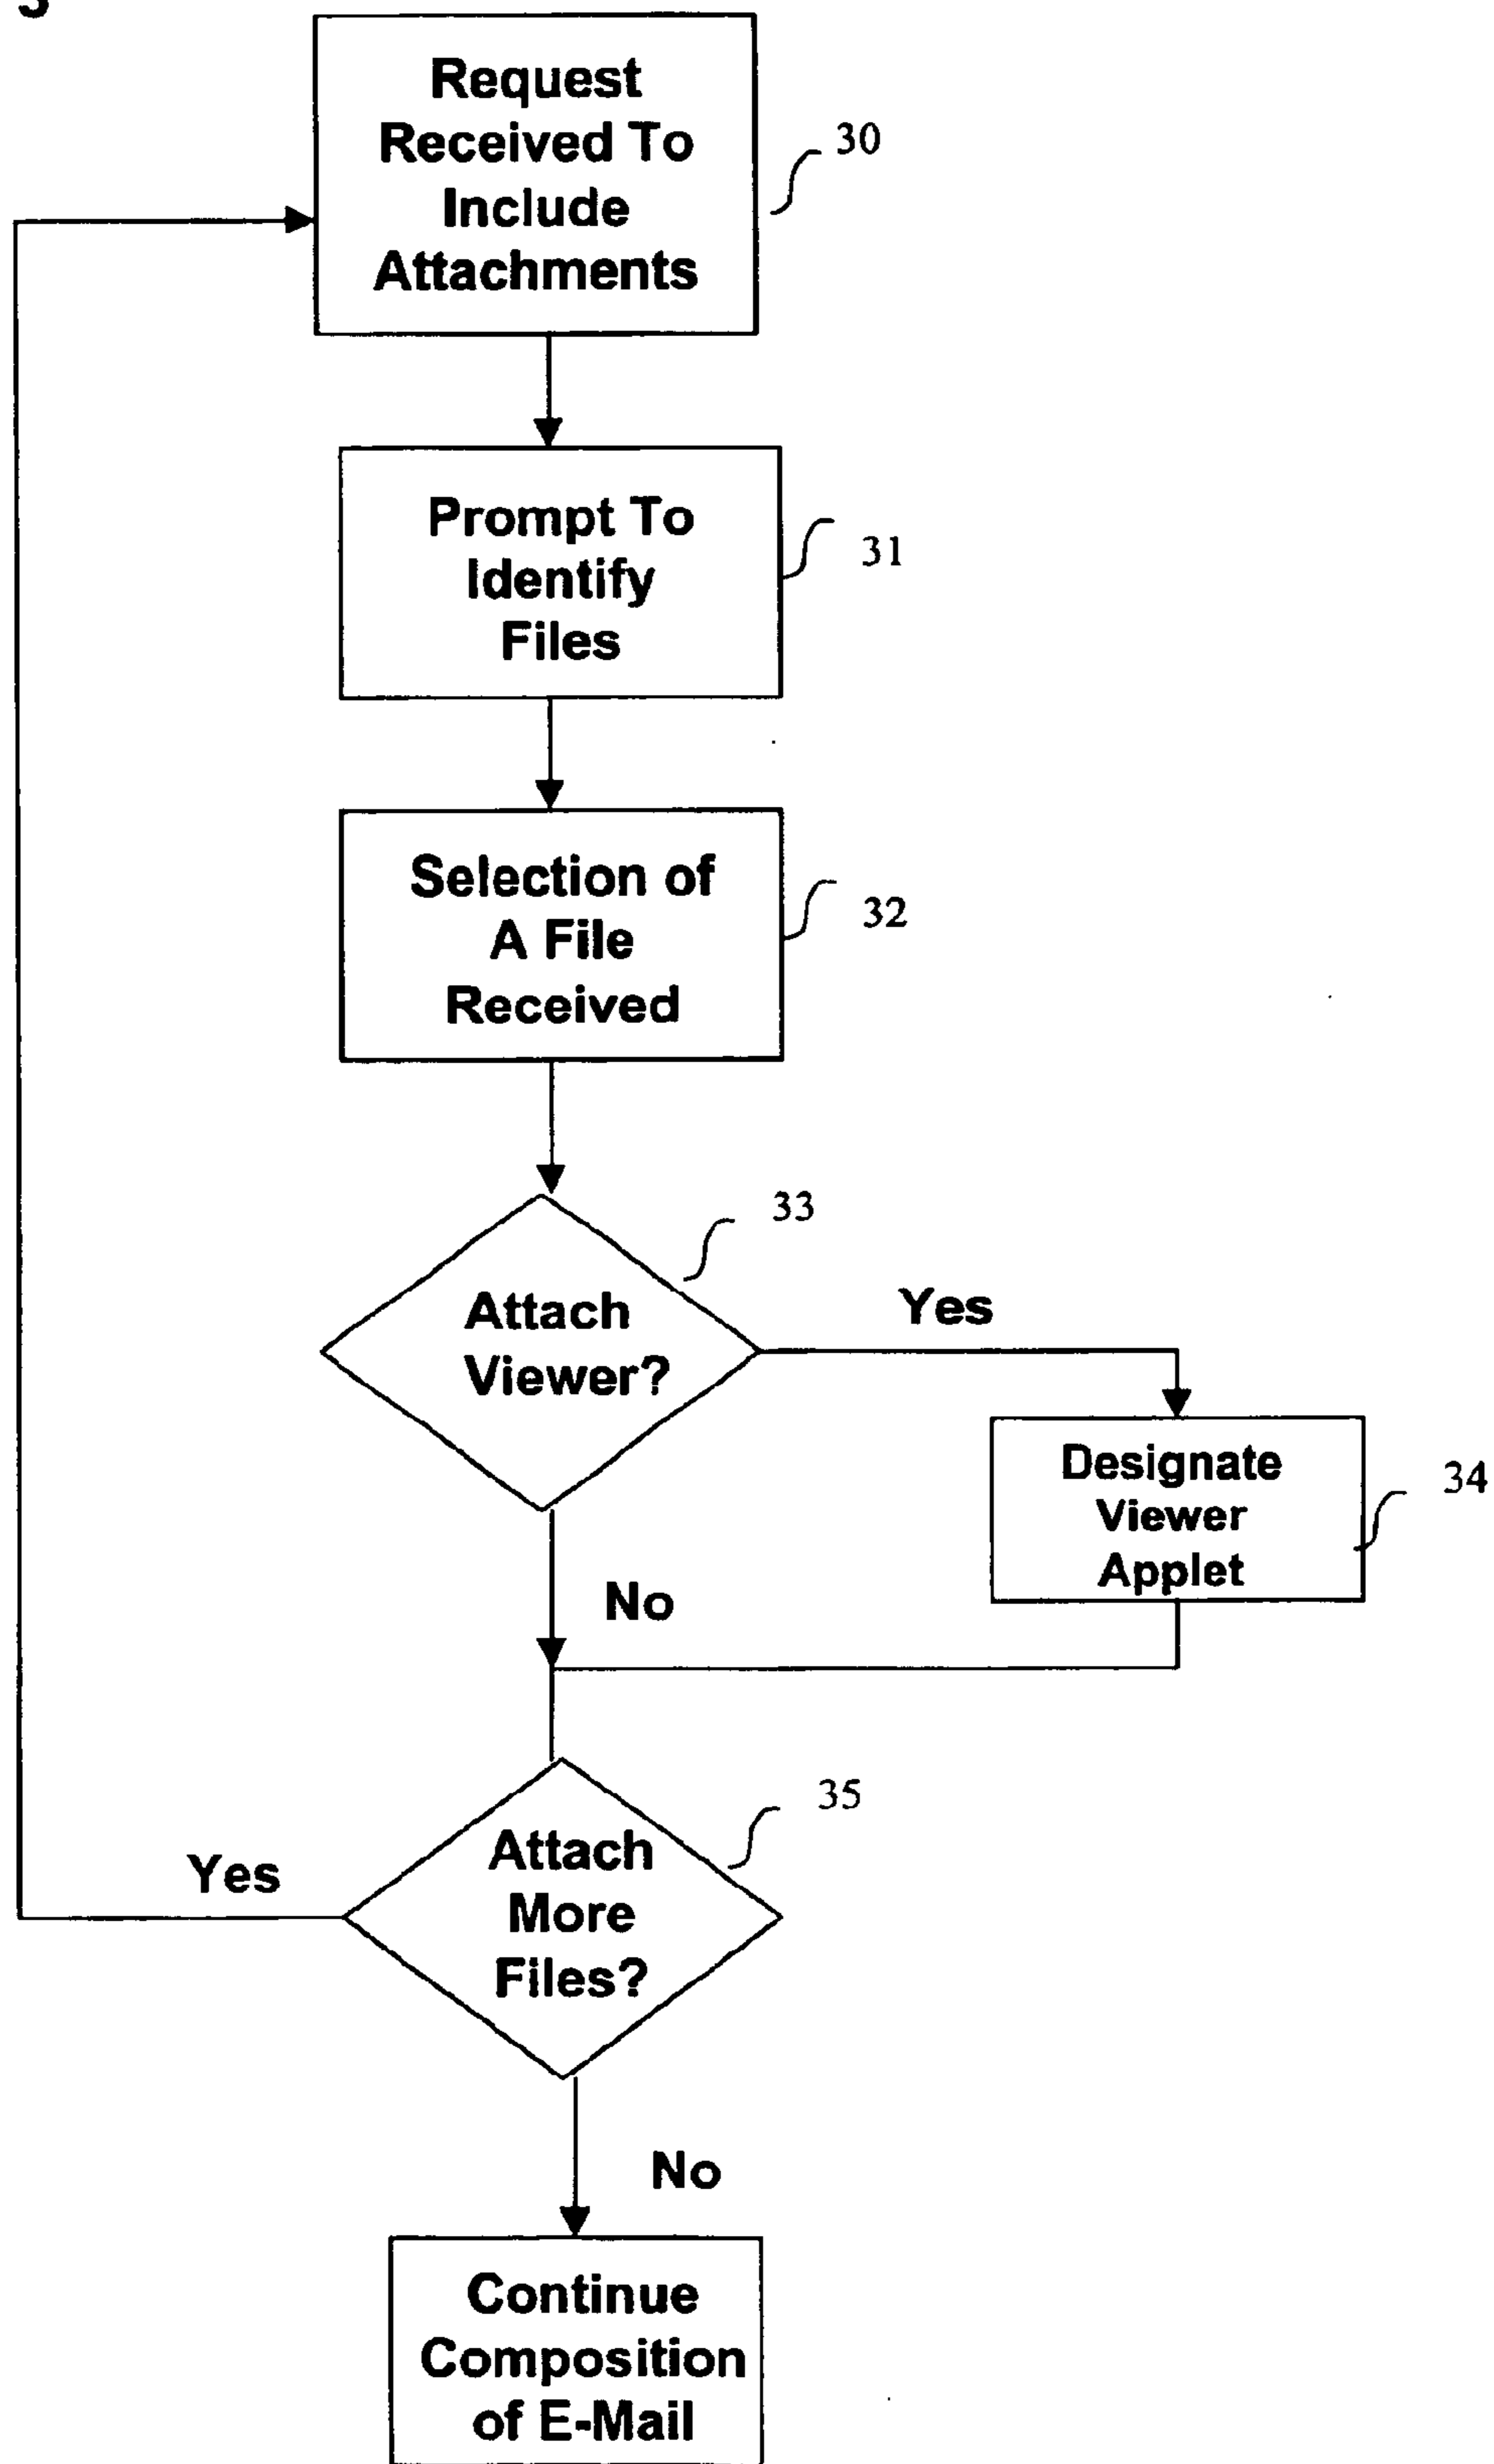 Request
Received To
Include
Attachments
30
Prompt To
Identify
Files
31
Selection of
A File
Received
32
33
Attach
Viewer?
Yes
Designate
Viewer
Applet
34
No
35
Attach
More
Files?
Yes
No
Continue
Composition
of E-Mail